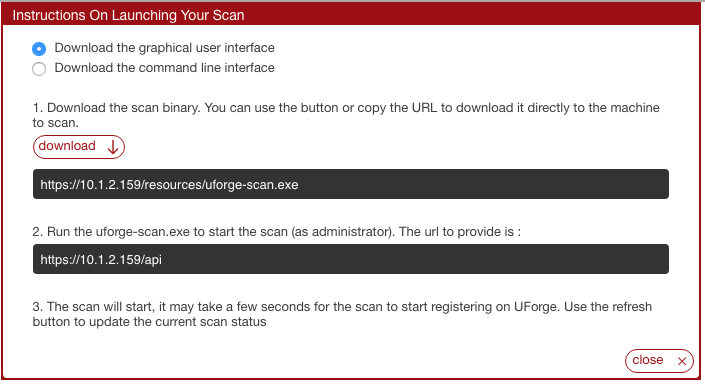 Instructions On Launching Your Scan
Download the graphical user interface
Download the command line interface
1. Download the scan binary. You can use the button or copy the URL to download it directly to the machine
to scan.
download
https://10.1.2.159/resources/uforge-scan.exe
2. Run the uforge-scan.exe to start the scan (as administrator). The url to provide is :
https://10.1.2.159/api
3. The scan will start, it may take a few seconds for the scan to start registering on UForge. Use the refresh
button to update the current scan status
close